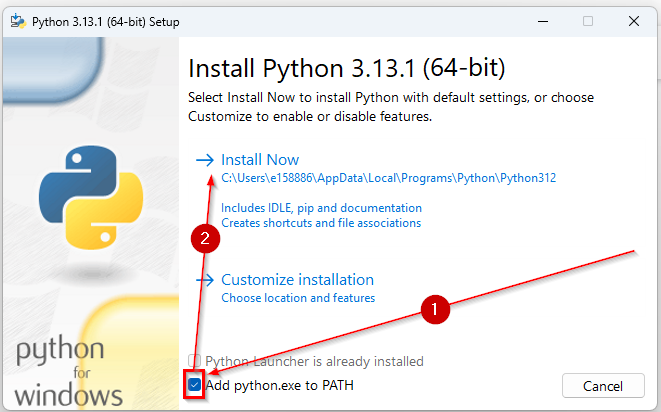 Python 3.13.1 (64-bit) Setup
Install Python 3.13.1 (64-bit)
Select Install Now to install Python with default settings, or choose
Customize to enable or disable features.
Install Now
C:\Users\e158886\AppData\Local\Programs\Python\Python312
Includes IDLE, pip and documentation
Creates shortcuts and file associations
2
Customize installation
Choose location and features
1
Python Launcher is already installed
Add python.exe to PATH
Cancel
python
for
windows